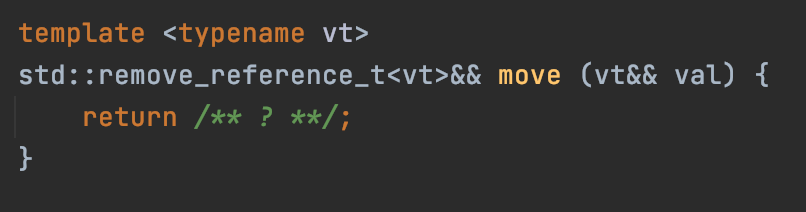 template <typename vt>
std::remove_reference_t<vt>&& move (vt&& val) {
    return /** ? **/;
}